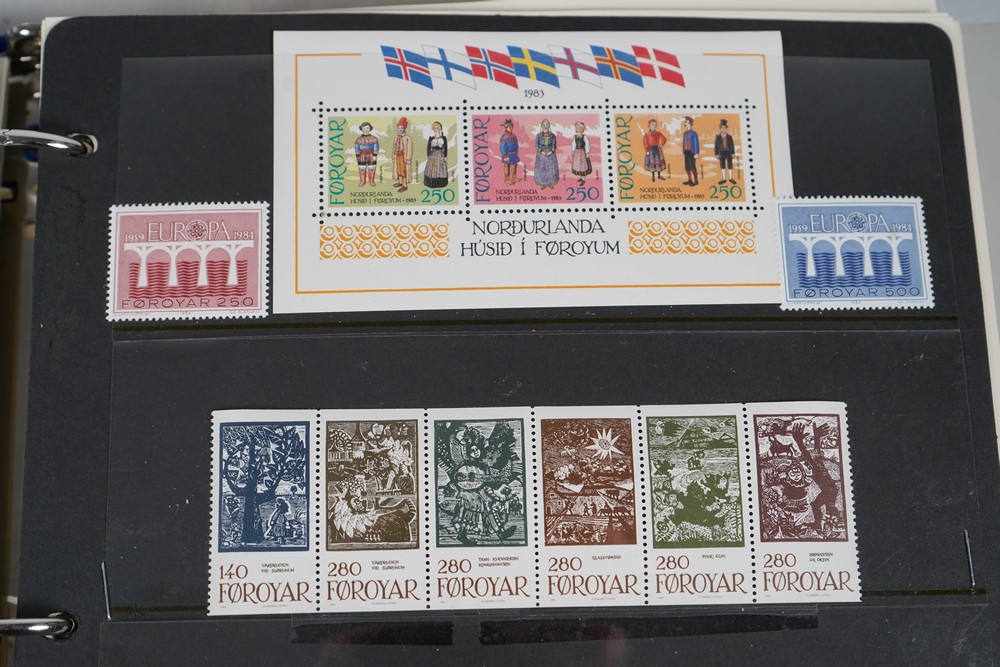 1983
FØROYAR
NORÐURLANDA
HÚSIÐ Í FØROYUM · 1983
250
FØROYAR
NORÐURLANDA
HÚSIÐ Í FØROYUM · 1983
250
FØROYAR
NORÐURLANDA
HÚSIÐ Í FØROYUM · 1983
250
NORÐURLANDA
HÚSIÐ Í FØROYUM
EUROPA
1959 1984
FØROYAR 250
EUROPA
1959 1984
FØROYAR 500
140
FØROYAR
280
FØROYAR
280
FØROYAR
280
FØROYAR
280
FØROYAR
280
FØROYAR